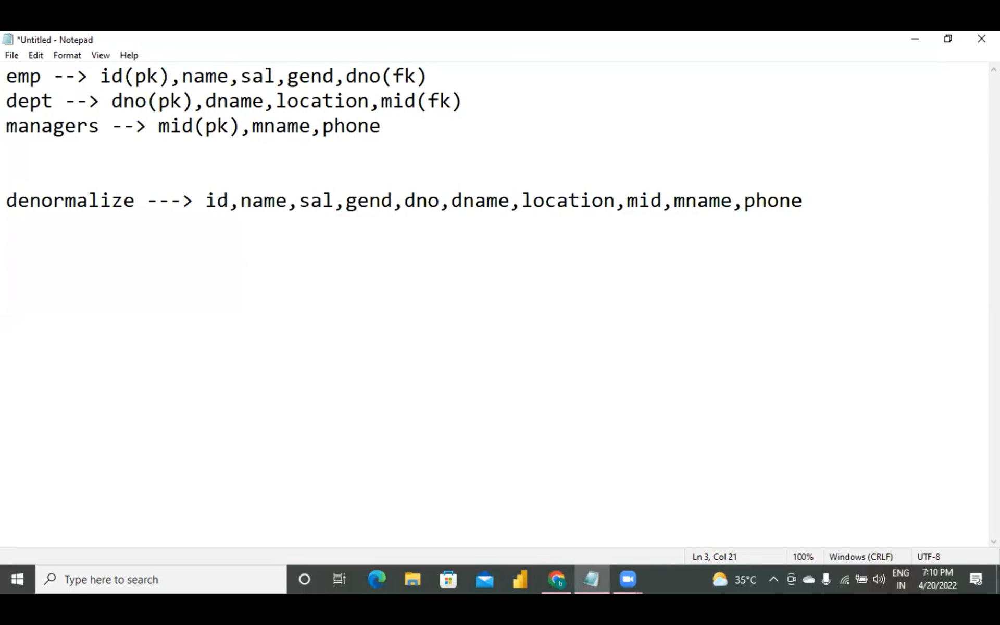 *Untitled - Notepad
File Edit Format View Help
emp --> id(pk),name,sal,gend,dno(fk)
dept --> dno(pk),dname,location,mid(fk)
managers --> mid(pk),mname,phone
denormalize ---> id,name,sal,gend,dno,dname,location,mid,mname,phone
Ln 3, Col 21 100% Windows (CRLF) UTF-8
Type here to search
35°C
ENG
IN
7:10 PM
4/20/2022